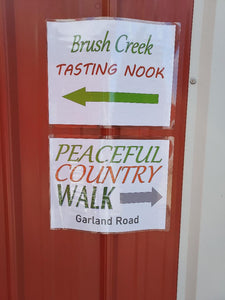 Brush Creek
TASTING NOOK
PEACEFUL
COUNTRY
WALK
Garland Road